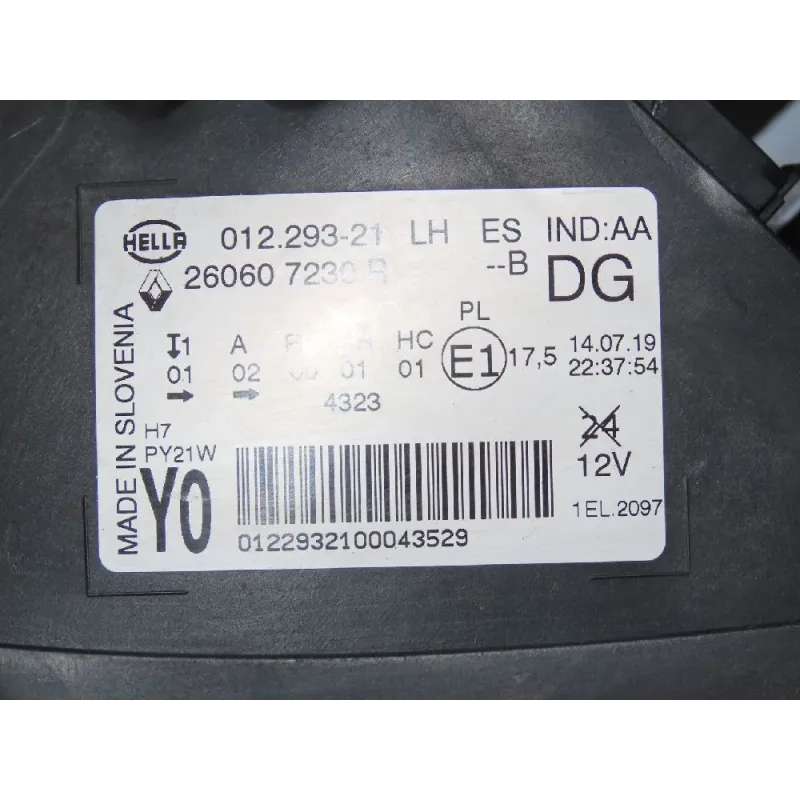 HELLA 012.293-21 LH ES IND:AA
26060 7230 R --B DG
PL
1 A HC E1 17,5 14.07.19
01 02 01 01 22:37:54
4323
H7
PY21W
24
12V
YO
1EL.2097
0122932100043529
MADE IN SLOVENIA